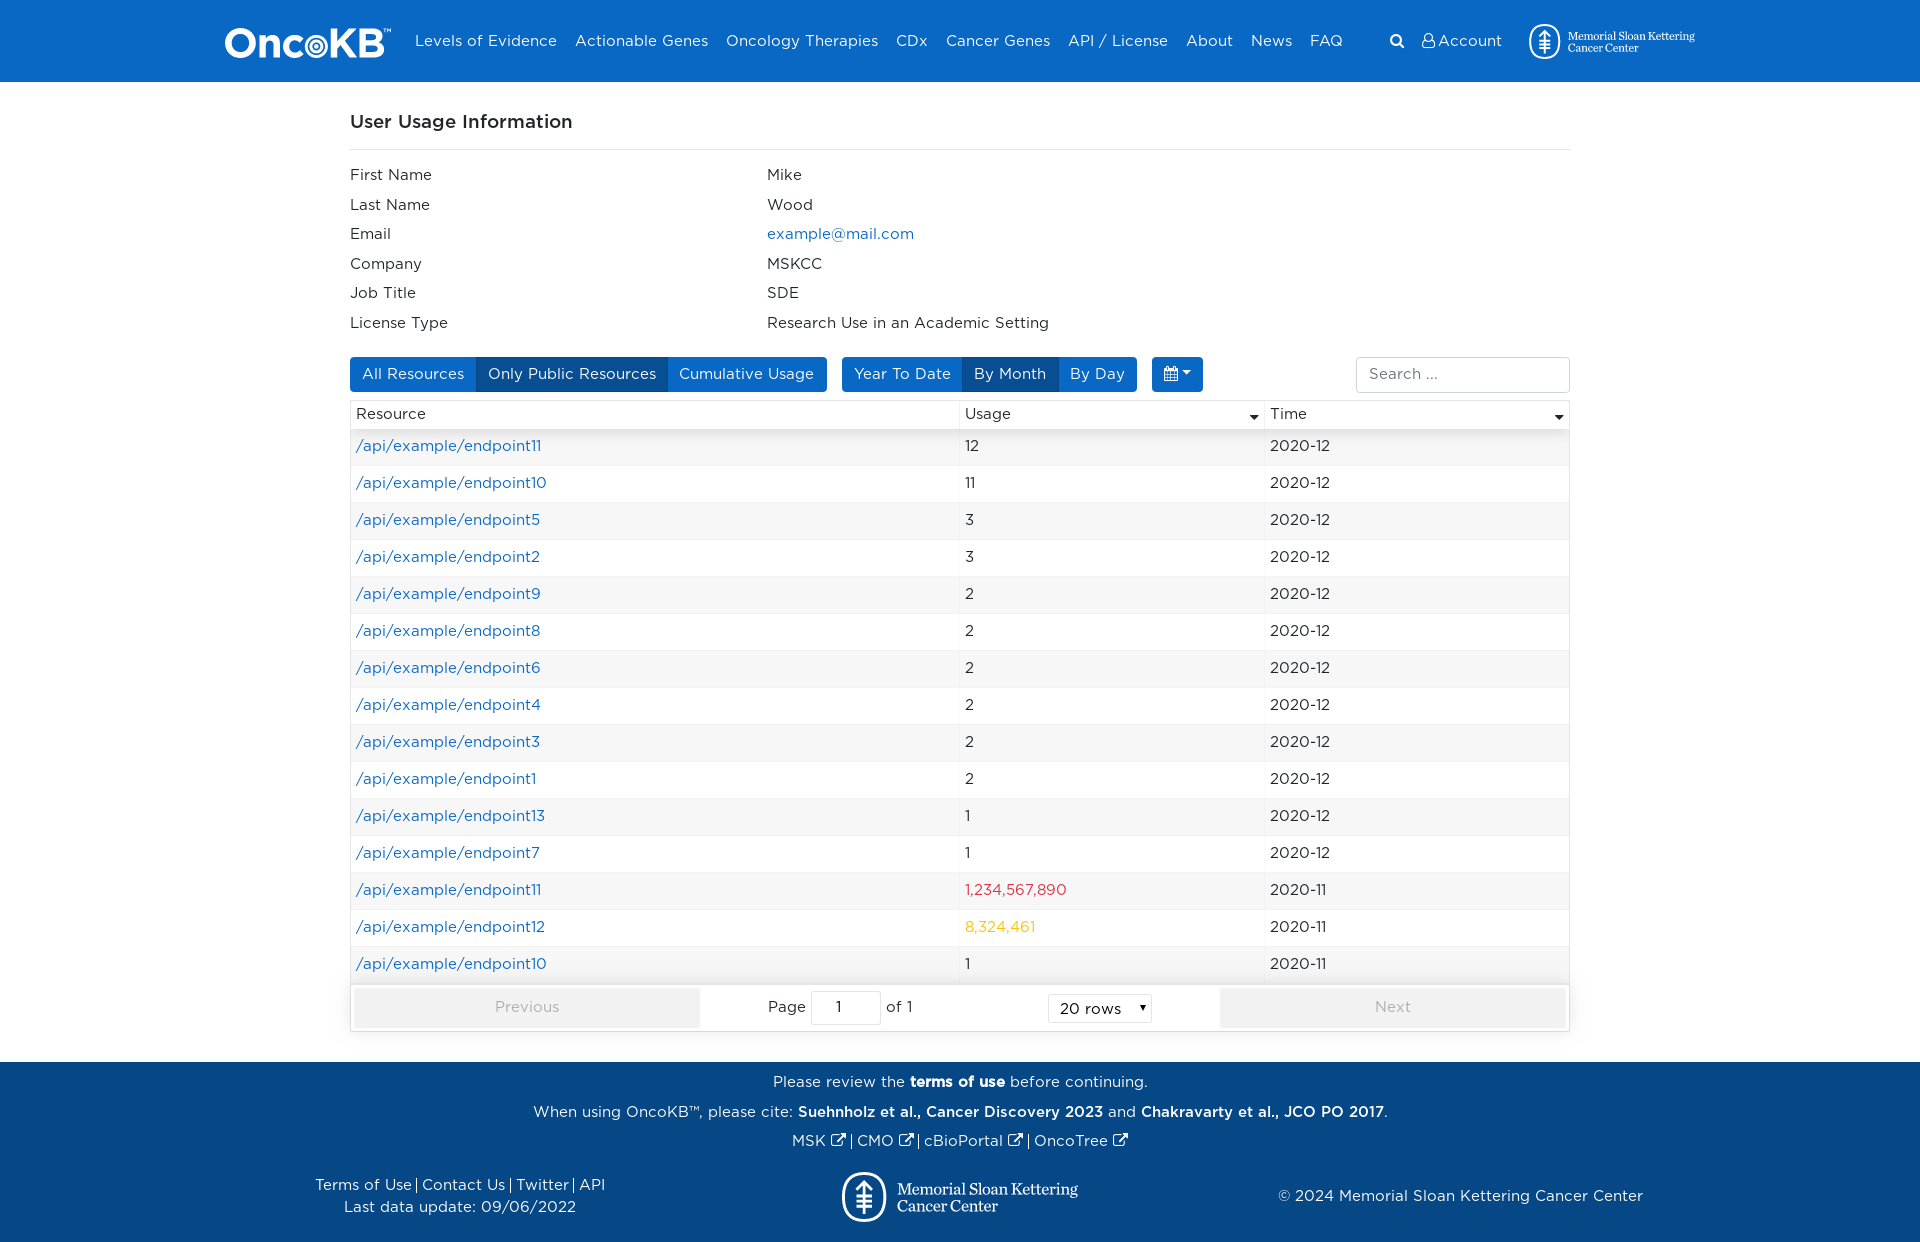 OncoKB™ Levels of Evidence Actionable Genes Oncology Therapies CDx Cancer Genes API / License About News FAQ Account Memorial Sloan Kettering
Cancer Center
User Usage Information
First Name Mike
Last Name Wood
Email example@mail.com
Company MSKCC
Job Title SDE
License Type Research Use in an Academic Setting
All Resources Only Public Resources Cumulative Usage Year To Date By Month By Day Search ...
Resource Usage Time
/api/example/endpoint11 12 2020-12
/api/example/endpoint10 11 2020-12
/api/example/endpoint5 3 2020-12
/api/example/endpoint2 3 2020-12
/api/example/endpoint9 2 2020-12
/api/example/endpoint8 2 2020-12
/api/example/endpoint6 2 2020-12
/api/example/endpoint4 2 2020-12
/api/example/endpoint3 2 2020-12
/api/example/endpoint1 2 2020-12
/api/example/endpoint13 1 2020-12
/api/example/endpoint7 1 2020-12
/api/example/endpoint11 1,234,567,890 2020-11
/api/example/endpoint12 8,324,461 2020-11
/api/example/endpoint10 1 2020-11
Previous Page 1 of 1 20 rows Next
Please review the terms of use before continuing.
When using OncoKB™, please cite: Suehnholz et al., Cancer Discovery 2023 and Chakravarty et al., JCO PO 2017.
MSK | CMO | cBioPortal | OncoTree
Terms of Use | Contact Us | Twitter | API
Last data update: 09/06/2022
Memorial Sloan Kettering
Cancer Center
© 2024 Memorial Sloan Kettering Cancer Center